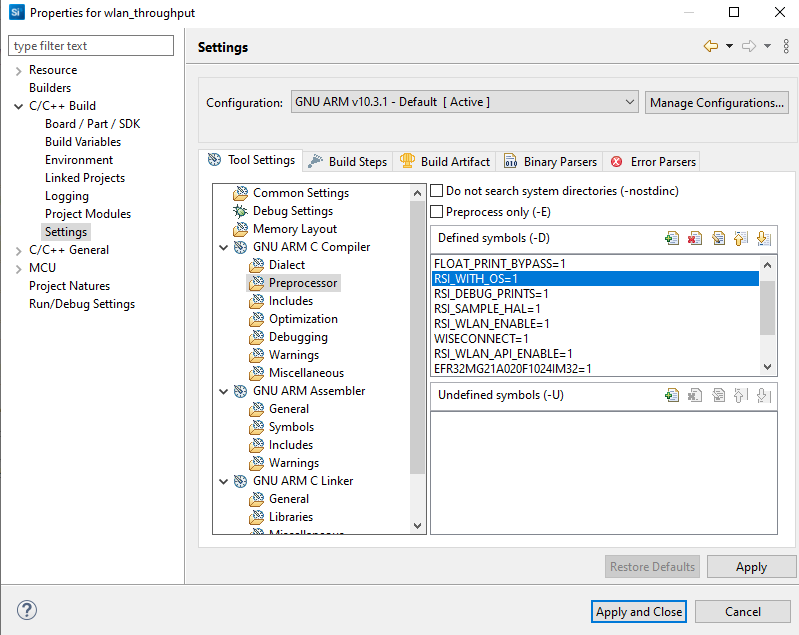 Si Properties for wlan_throughput
type filter text
Settings
Resource
Builders
C/C++ Build
Board / Part / SDK
Build Variables
Environment
Linked Projects
Logging
Project Modules
Settings
C/C++ General
MCU
Project Natures
Run/Debug Settings
Configuration: GNU ARM v10.3.1 - Default [ Active ] Manage Configurations...
Tool Settings Build Steps Build Artifact Binary Parsers Error Parsers
Common Settings
Debug Settings
Memory Layout
GNU ARM C Compiler
Dialect
Preprocessor
Includes
Optimization
Debugging
Warnings
Miscellaneous
GNU ARM Assembler
General
Symbols
Includes
Warnings
GNU ARM C Linker
General
Libraries
Miscellaneous
Do not search system directories (-nostdinc)
Preprocess only (-E)
Defined symbols (-D)
FLOAT_PRINT_BYPASS=1
RSI_WITH_OS=1
RSI_DEBUG_PRINTS=1
RSI_SAMPLE_HAL=1
RSI_WLAN_ENABLE=1
WISECONNECT=1
RSI_WLAN_API_ENABLE=1
EFR32MG21A020F1024IM32=1
Undefined symbols (-U)
Restore Defaults Apply
? Apply and Close Cancel